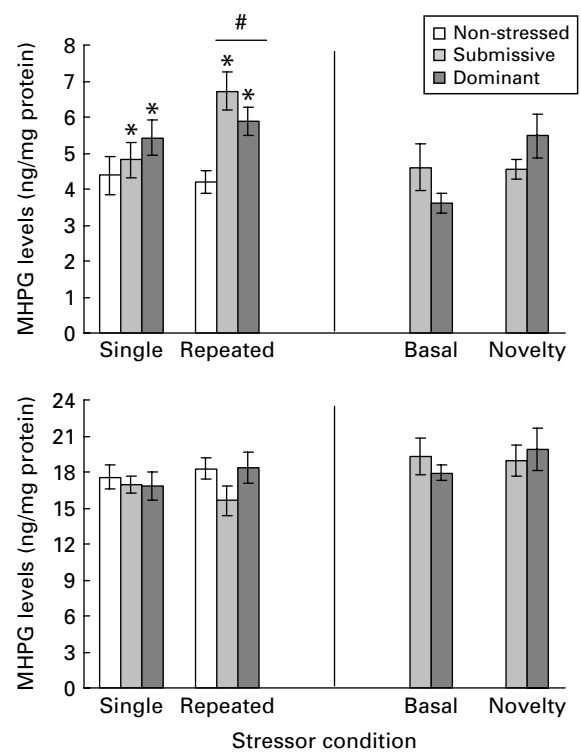 #
Non-stressed
Submissive
Dominant
MHPG levels (ng/mg protein)
8
7
6
5
4
3
2
1
0
* * * *
Single Repeated Basal Novelty
MHPG levels (ng/mg protein)
24
21
18
15
12
9
6
3
0
Single Repeated Basal Novelty
Stressor condition